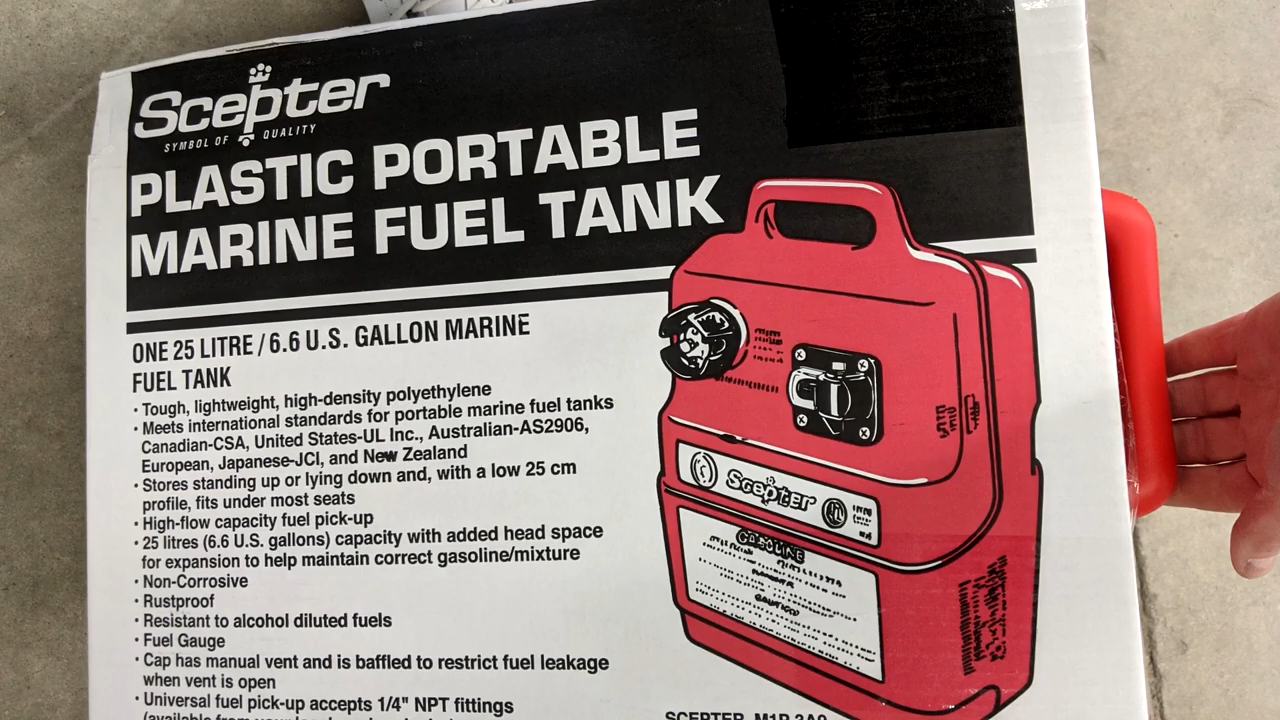 Scepter
SYMBOL OF QUALITY
PLASTIC PORTABLE
MARINE FUEL TANK
ONE 25 LITRE / 6.6 U.S. GALLON MARINE
FUEL TANK
• Tough, lightweight, high-density polyethylene
• Meets international standards for portable marine fuel tanks
Canadian-CSA, United States-UL Inc., Australian-AS2906,
European, Japanese-JCI, and New Zealand
• Stores standing up or lying down and, with a low 25 cm
profile, fits under most seats
• High-flow capacity fuel pick-up
• 25 litres (6.6 U.S. gallons) capacity with added head space
for expansion to help maintain correct gasoline/mixture
• Non-Corrosive
• Rustproof
• Resistant to alcohol diluted fuels
• Fuel Gauge
• Cap has manual vent and is baffled to restrict fuel leakage
when vent is open
• Universal fuel pick-up accepts 1/4" NPT fittings
(available from your
Scepter
GASOLINE
SCEPTER